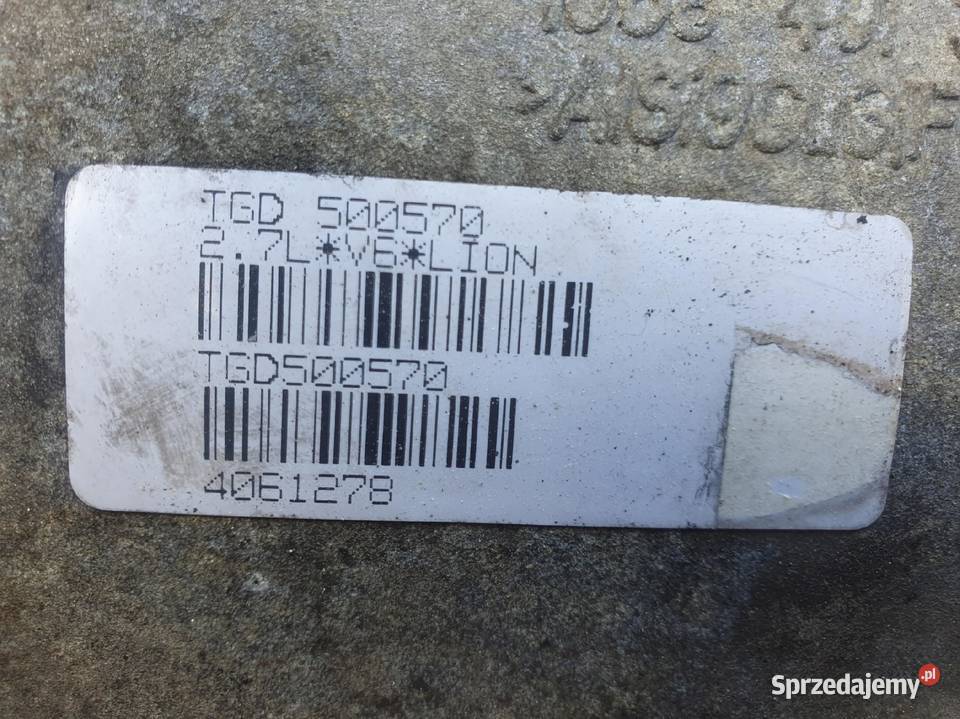 TGD 500570
2.7L*V6*LION
TGD500570
4061278
Sprzedajemy.pl